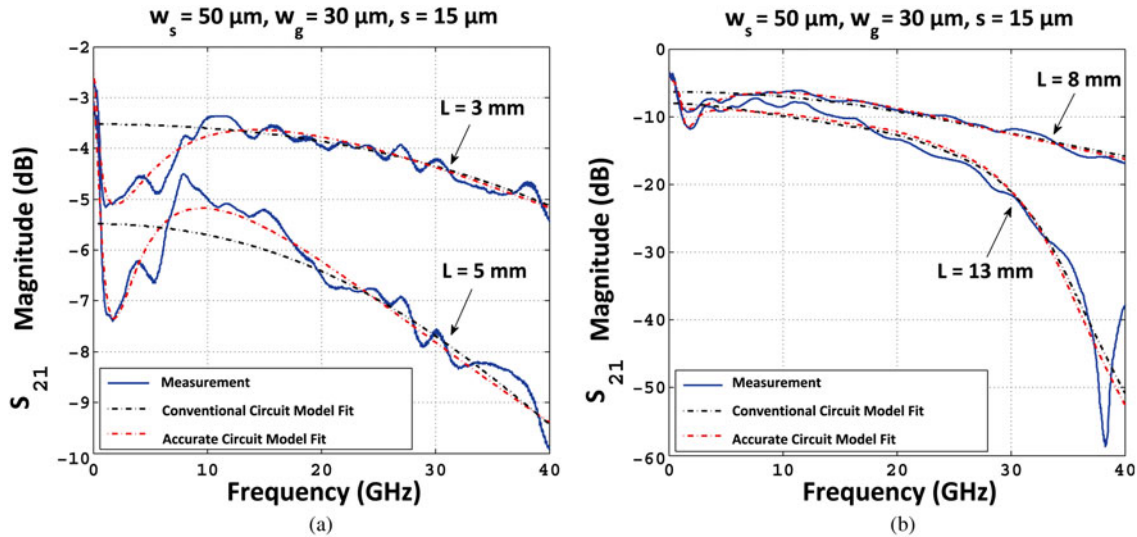 w_s = 50 µm, w_g = 30 µm, s = 15 µm
S_21 Magnitude (dB)
-2
-3
-4
-5
-6
-7
-8
-9
-10
L = 3 mm
L = 5 mm
Measurement
Conventional Circuit Model Fit
Accurate Circuit Model Fit
0
10
20
30
40
Frequency (GHz)
(a)
w_s = 50 µm, w_g = 30 µm, s = 15 µm
S_21 Magnitude (dB)
0
-10
-20
-30
-40
-50
-60
L = 8 mm
L = 13 mm
Measurement
Conventional Circuit Model Fit
Accurate Circuit Model Fit
0
10
20
30
40
Frequency (GHz)
(b)